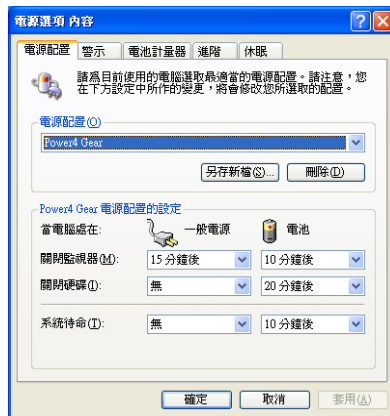 電源選項 內容
電源配置 警示 電池計量器 進階 休眠
請為目前使用的電腦選取最適當的電源配置。請注意，您
在下方設定中所作的變更，將會修改您所選取的配置。
電源配置(O)
Power4 Gear
另存新檔(S)... 刪除(D)
Power4 Gear 電源配置的設定
當電腦處在: 一般電源 電池
關閉監視器(M): 15 分鐘後 10 分鐘後
關閉硬碟(I): 無 20 分鐘後
系統待命(T): 無 10 分鐘後
確定 取消 套用(A)